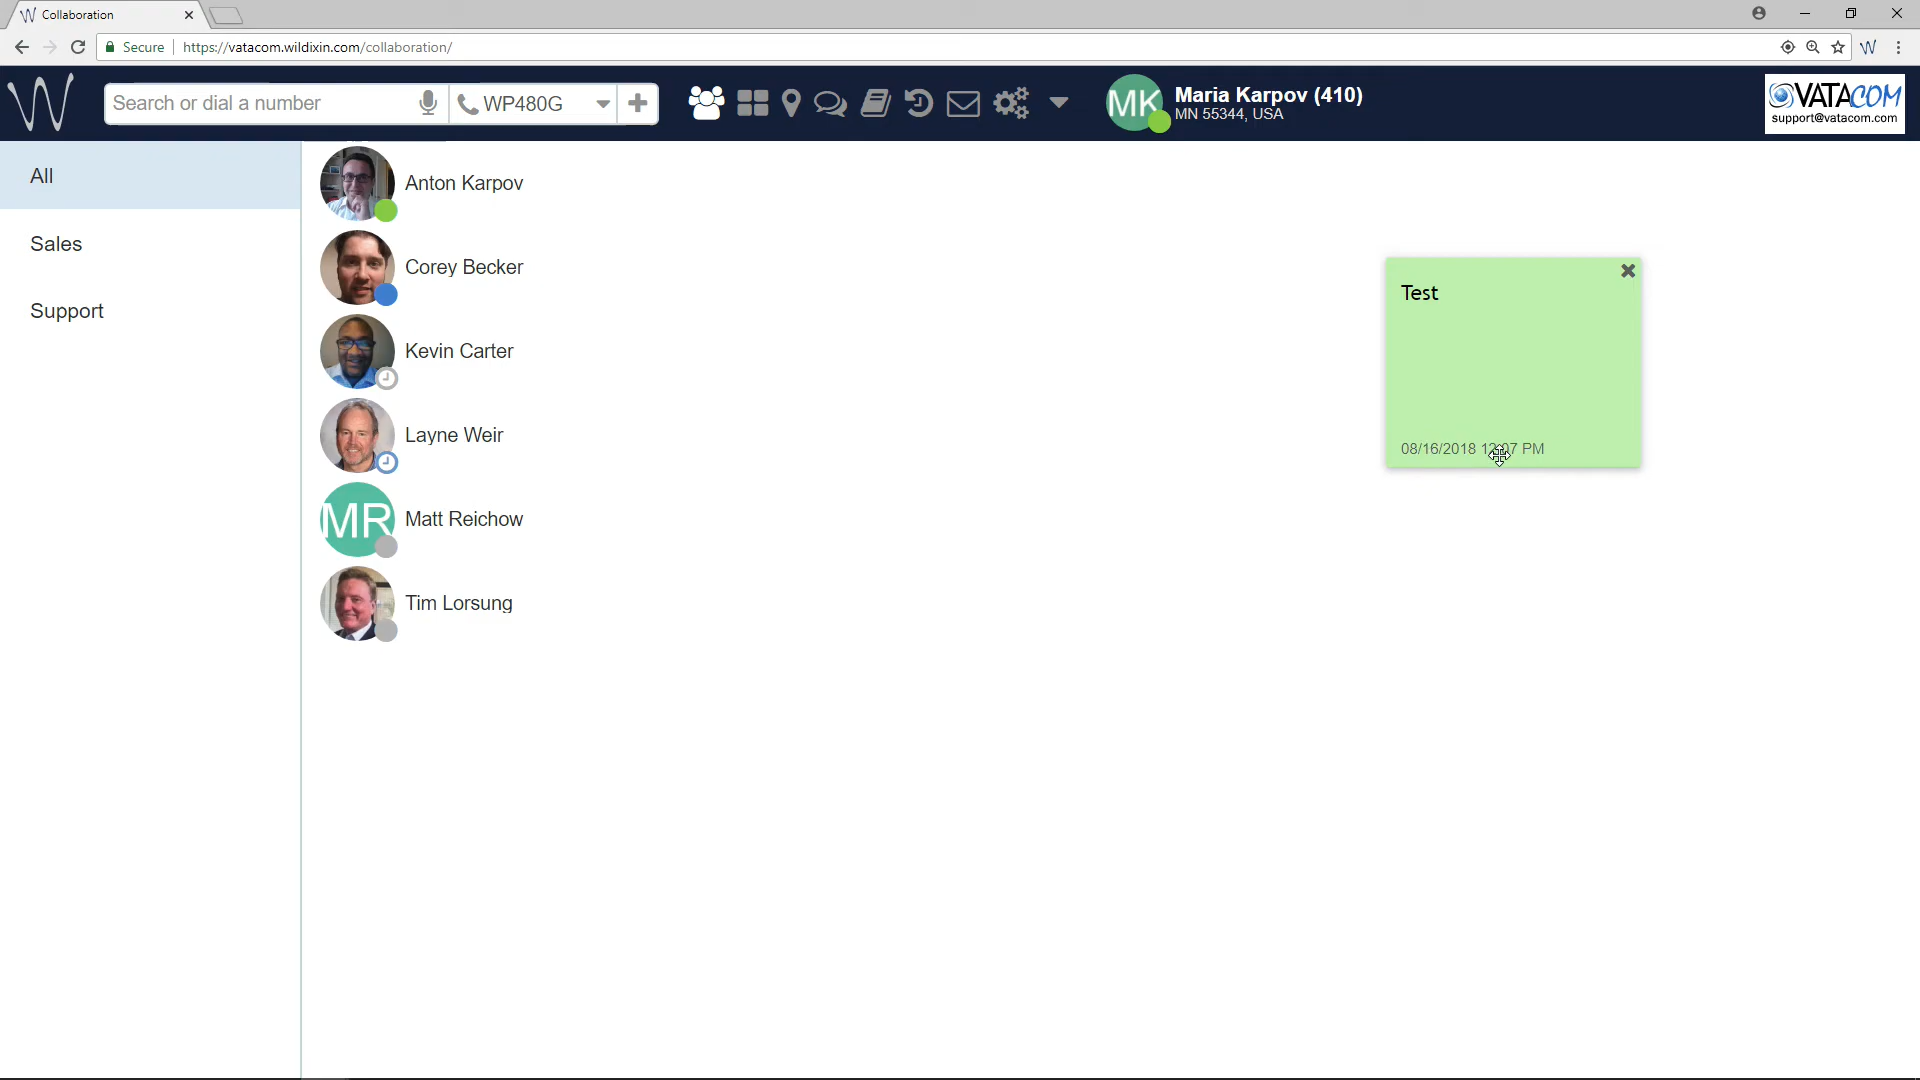 Collaboration
Secure
https://vatacom.wildixin.com/collaboration/
W
Search or dial a number
WP480G
MK
Maria Karpov (410)
MN 55344, USA
VATACOM
support@vatacom.com
All
Sales
Support
Anton Karpov
Corey Becker
Kevin Carter
Layne Weir
MR
Matt Reichow
Tim Lorsung
Test
08/16/2018 12:07 PM